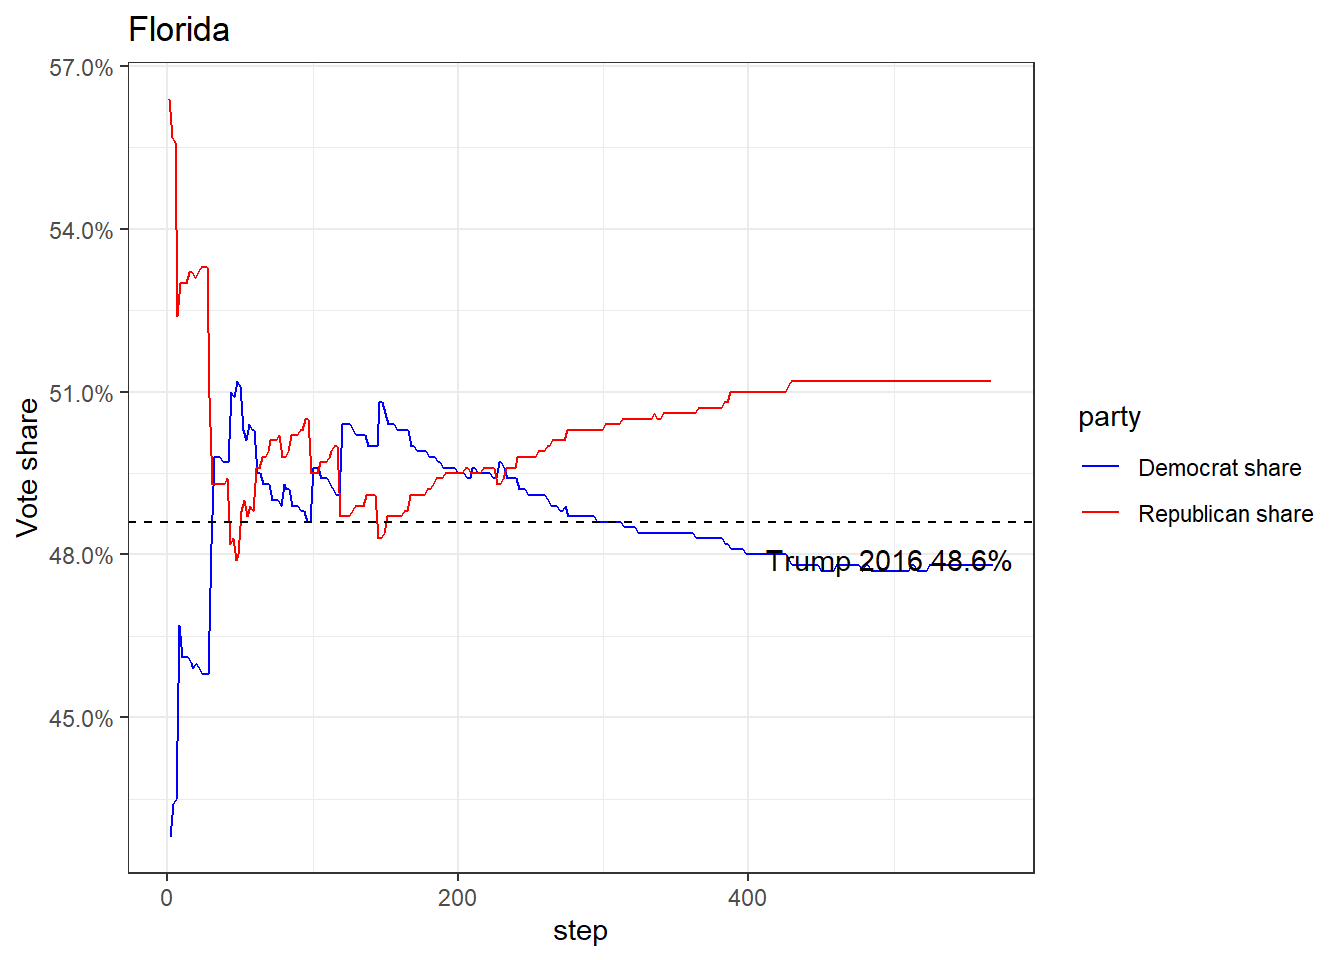 Florida
57.0%
54.0%
51.0%
48.0%
45.0%
Vote share
Trump 2016 48.6%
0
200
400
step
party
Democrat share
Republican share